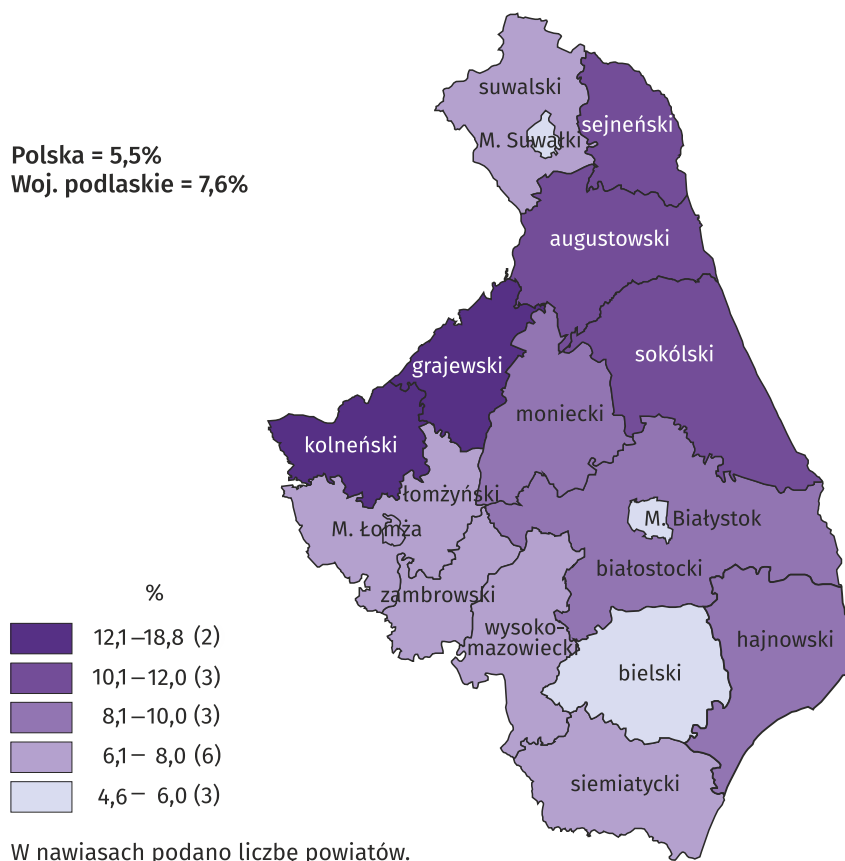 suwalski
M. Suwałki
sejneński
Polska = 5,5%
Woj. podlaskie = 7,6%
augustowski
grajewski
sokólski
moniecki
kolneński
łomżyński
M. Łomża
M. Białystok
białostocki
zambrowski
wysoko-
mazowiecki
hajnowski
bielski
siemiatycki
%
12,1–18,8 (2)
10,1–12,0 (3)
8,1–10,0 (3)
6,1– 8,0 (6)
4,6– 6,0 (3)
W nawiasach podano liczbę powiatów.